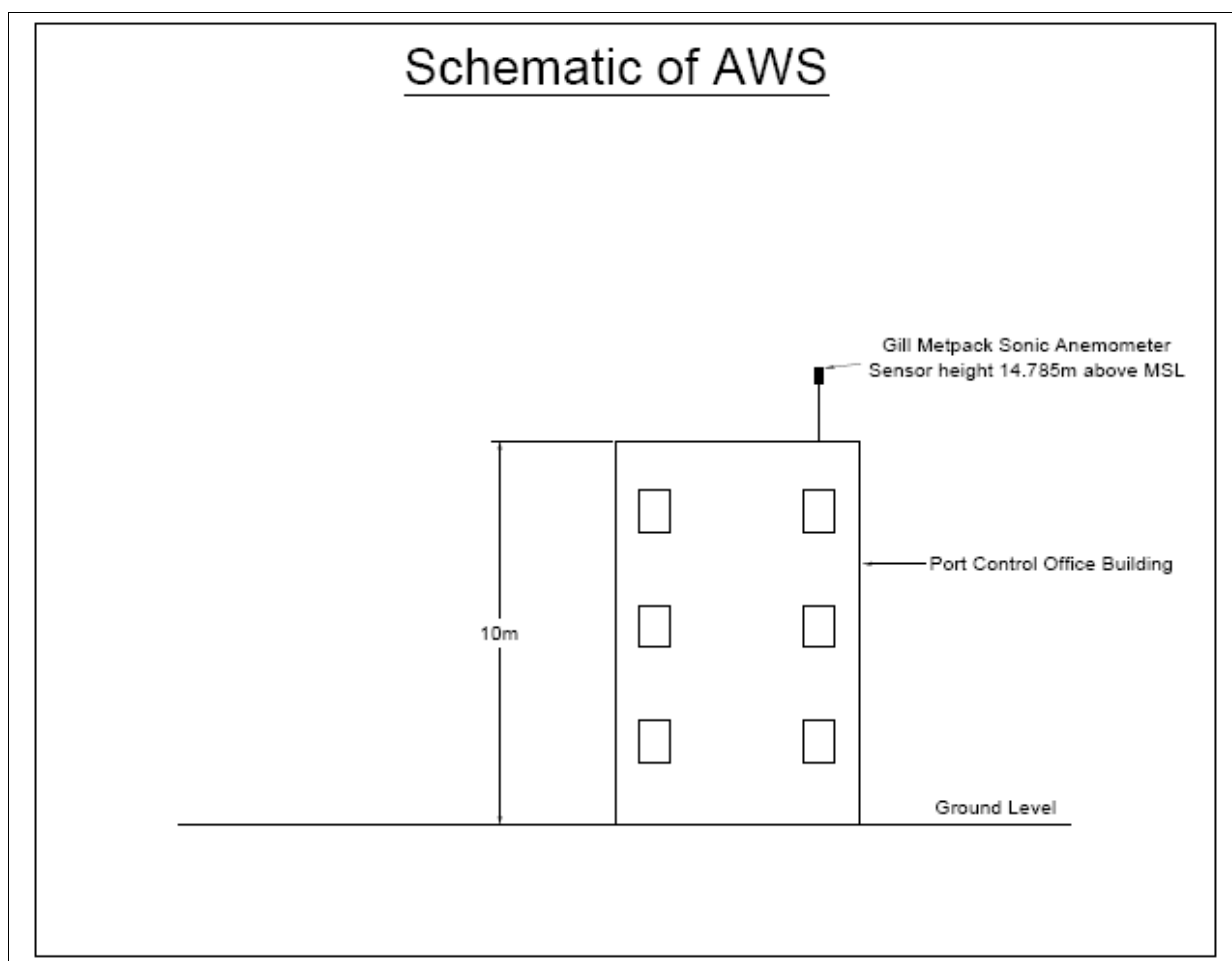 Schematic of AWS
Gill Metpack Sonic Anemometer
Sensor height 14.785m above MSL
Port Control Office Building
10m
Ground Level